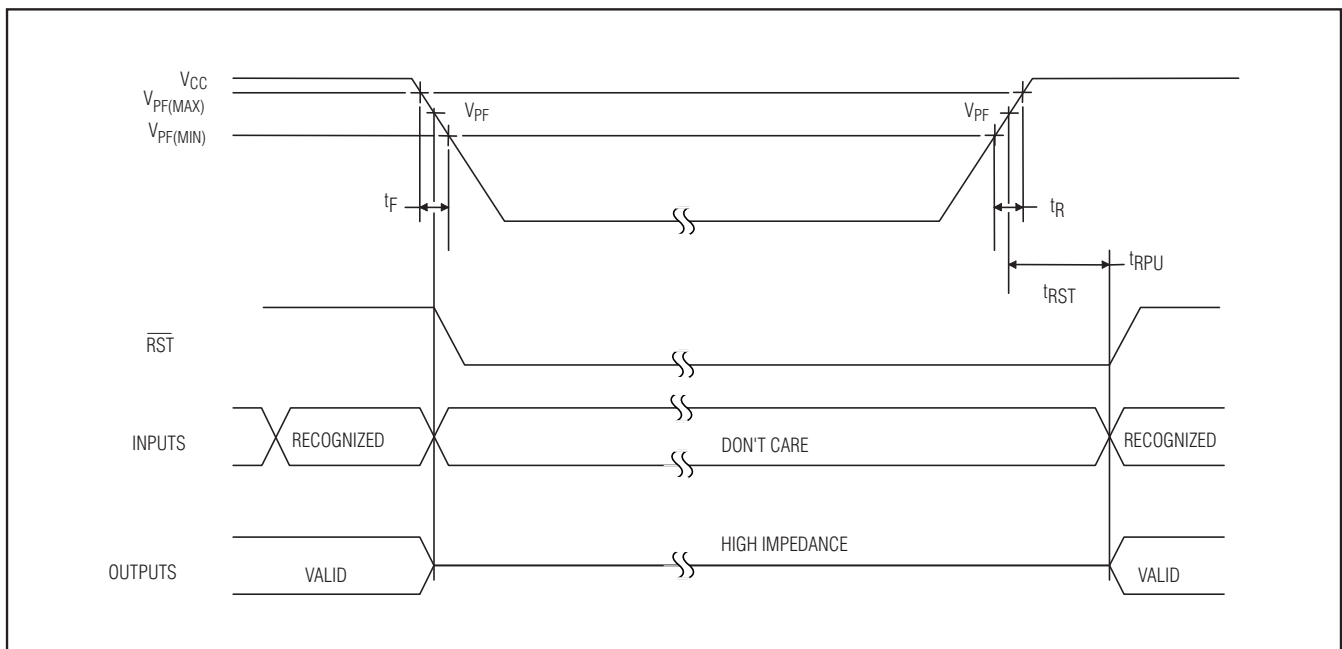 VCC
VPF(MAX)
VPF VPF
VPF(MIN)
tF tR
tRPU
tRST
RST
INPUTS RECOGNIZED DON'T CARE RECOGNIZED
HIGH IMPEDANCE
OUTPUTS VALID VALID